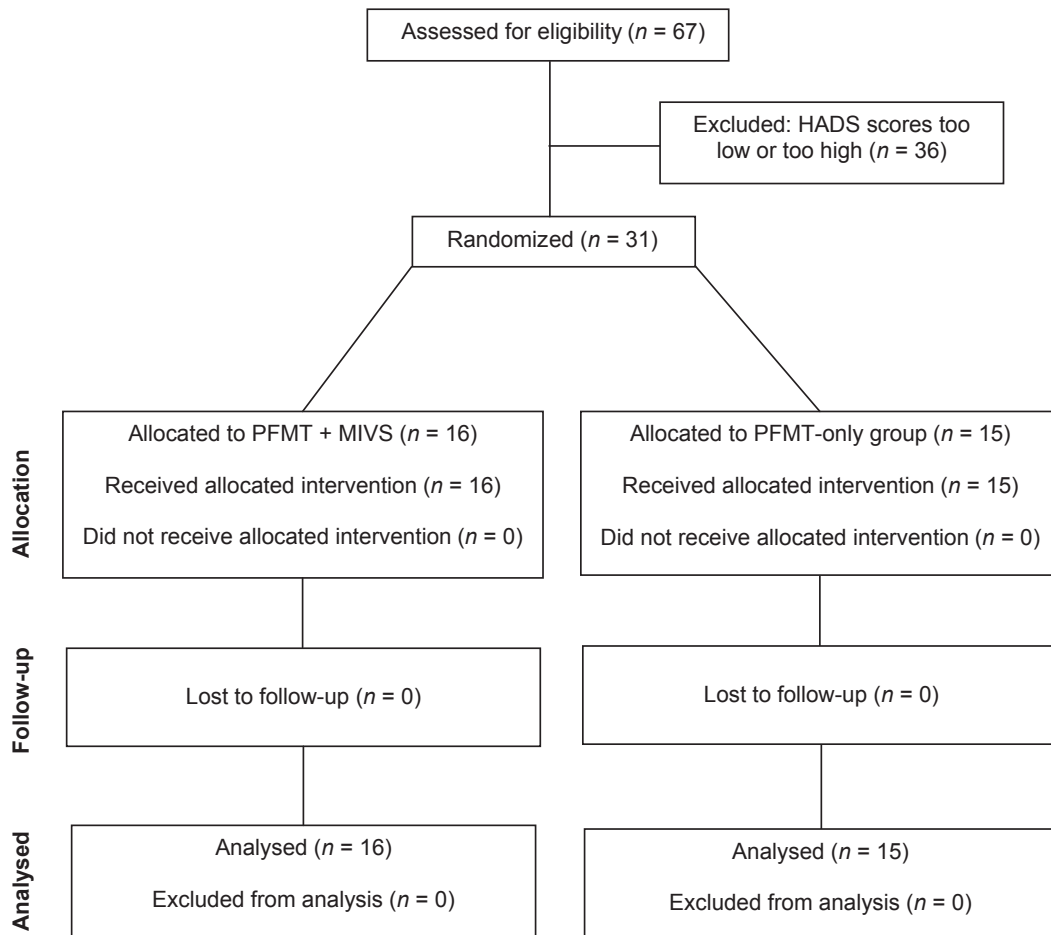 Assessed for eligibility (n = 67)
Excluded: HADS scores too
low or too high (n = 36)
Randomized (n = 31)
Allocation
Allocated to PFMT + MIVS (n = 16)
Received allocated intervention (n = 16)
Did not receive allocated intervention (n = 0)
Allocated to PFMT-only group (n = 15)
Received allocated intervention (n = 15)
Did not receive allocated intervention (n = 0)
Follow-up
Lost to follow-up (n = 0)
Lost to follow-up (n = 0)
Analysed
Analysed (n = 16)
Excluded from analysis (n = 0)
Analysed (n = 15)
Excluded from analysis (n = 0)